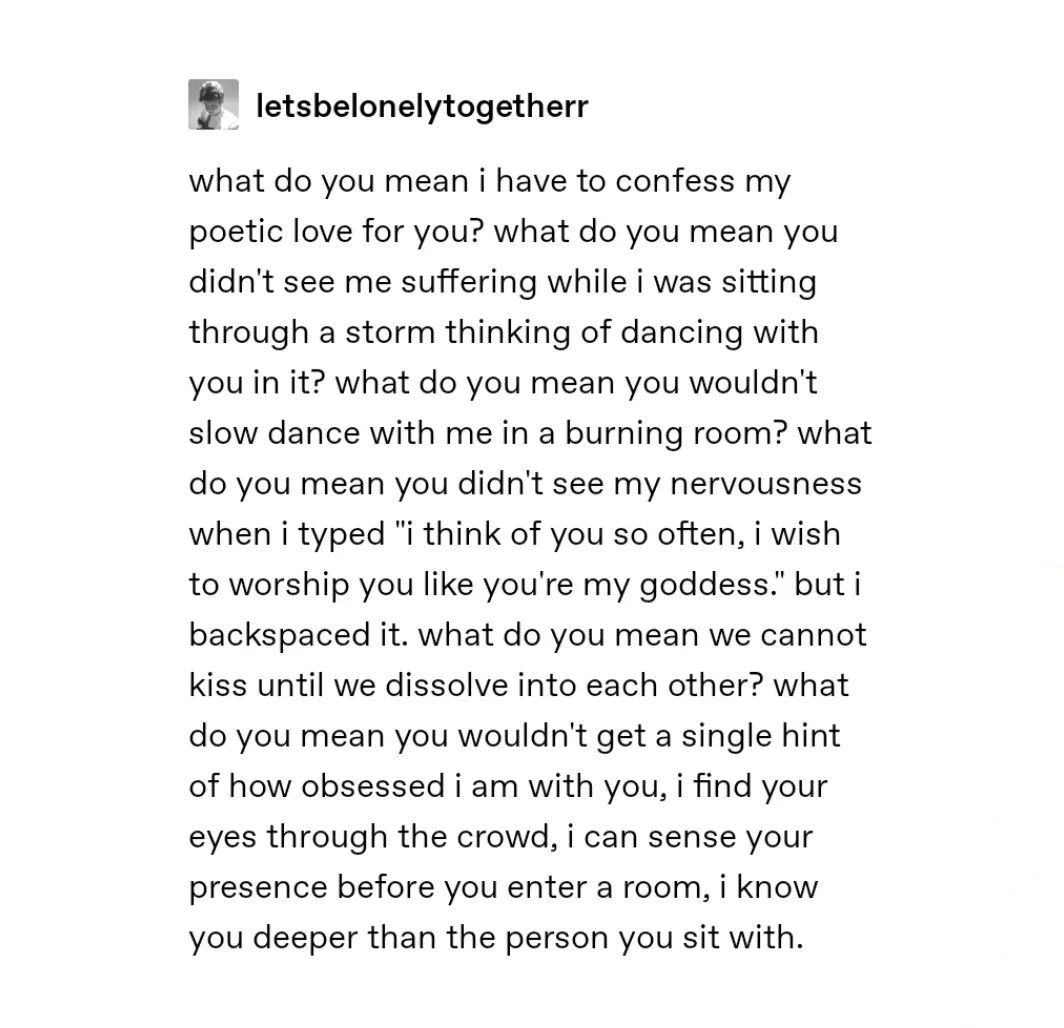 letsbelonelytogetherr
what do you mean i have to confess my
poetic love for you? what do you mean you
didn't see me suffering while i was sitting
through a storm thinking of dancing with
you in it? what do you mean you wouldn't
slow dance with me in a burning room? what
do you mean you didn't see my nervousness
when i typed "i think of you so often, i wish
to worship you like you're my goddess." but i
backspaced it. what do you mean we cannot
kiss until we dissolve into each other? what
do you mean you wouldn't get a single hint
of how obsessed i am with you, i find your
eyes through the crowd, i can sense your
presence before you enter a room, i know
you deeper than the person you sit with.